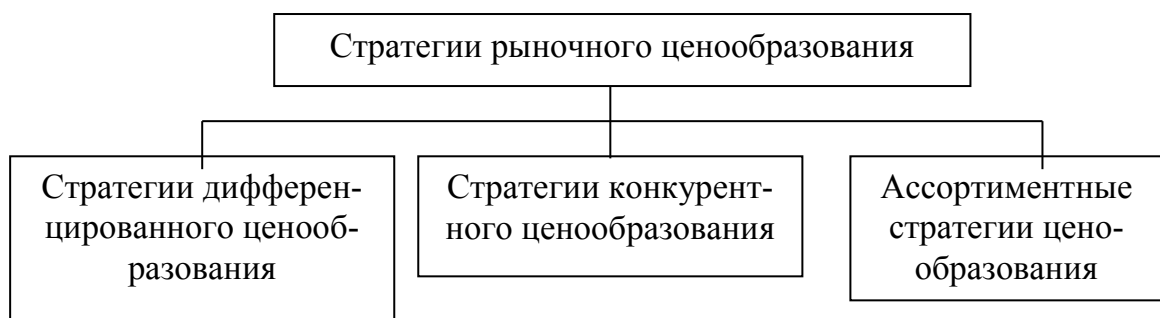 Стратегии рыночного ценообразования
Стратегии дифферен-
цированного ценооб-
разования
Стратегии конкурент-
ного ценообразования
Ассортиментные
стратегии цено-
образования